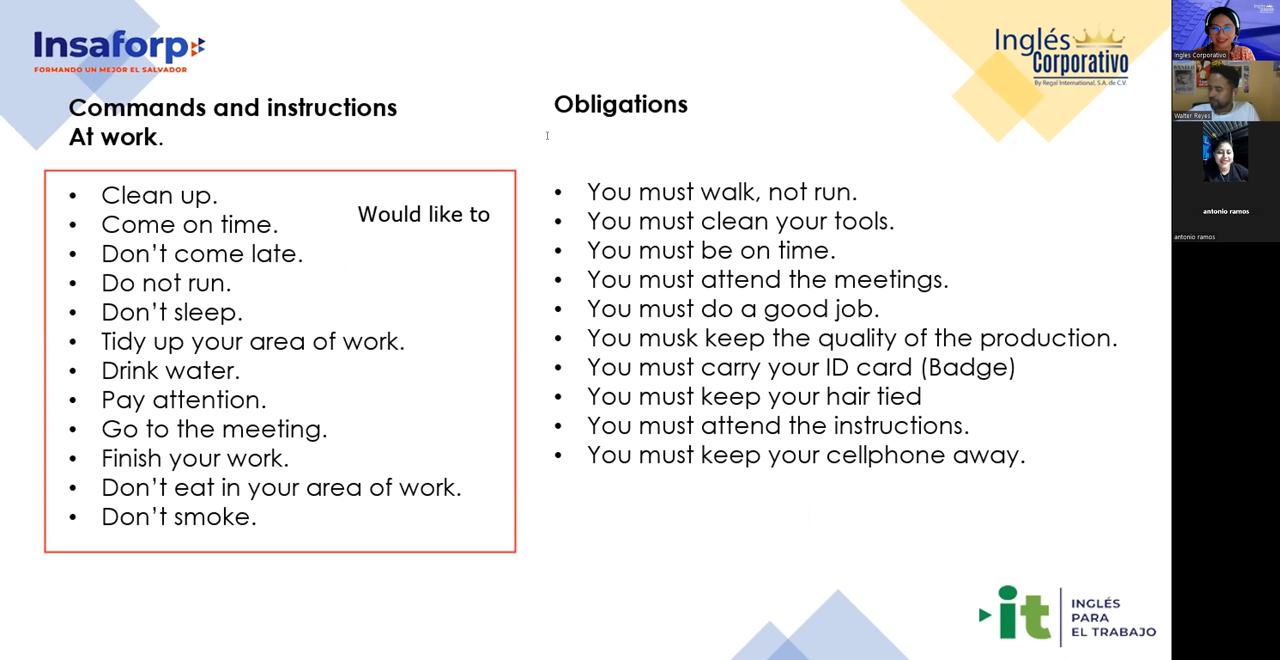 Insaforp
FORMANDO UN MEJOR EL SALVADOR
Inglés
Corporativo
By Regal International, S.A. de C.V.
Commands and instructions
At work.
Clean up.
Come on time.
Don’t come late.
Do not run.
Don’t sleep.
Tidy up your area of work.
Drink water.
Pay attention.
Go to the meeting.
Finish your work.
Don’t eat in your area of work.
Don’t smoke.
Would like to
Obligations
You must walk, not run.
You must clean your tools.
You must be on time.
You must attend the meetings.
You must do a good job.
You musk keep the quality of the production.
You must carry your ID card (Badge)
You must keep your hair tied
You must attend the instructions.
You must keep your cellphone away.
it
INGLÉS
PARA
EL TRABAJO
Ingles Corporativo
Walter Reyes
antonio ramos
antonio ramos